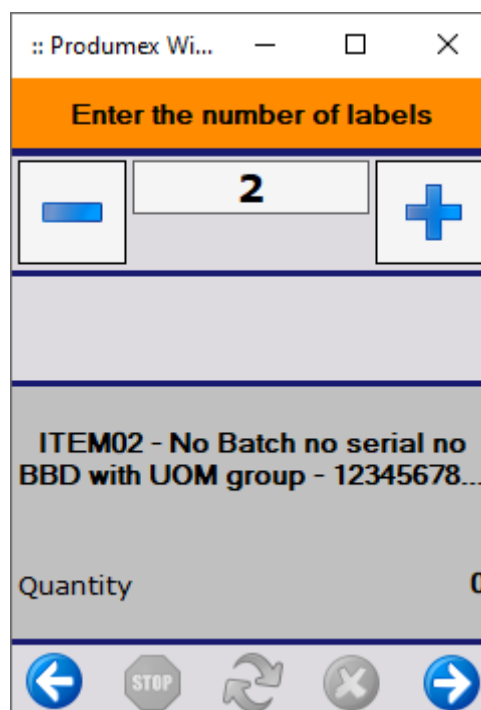 :: Produmex Wi...
Enter the number of labels
2
ITEM02 - No Batch no serial no
BBD with UOM group - 12345678...
Quantity 0
STOP